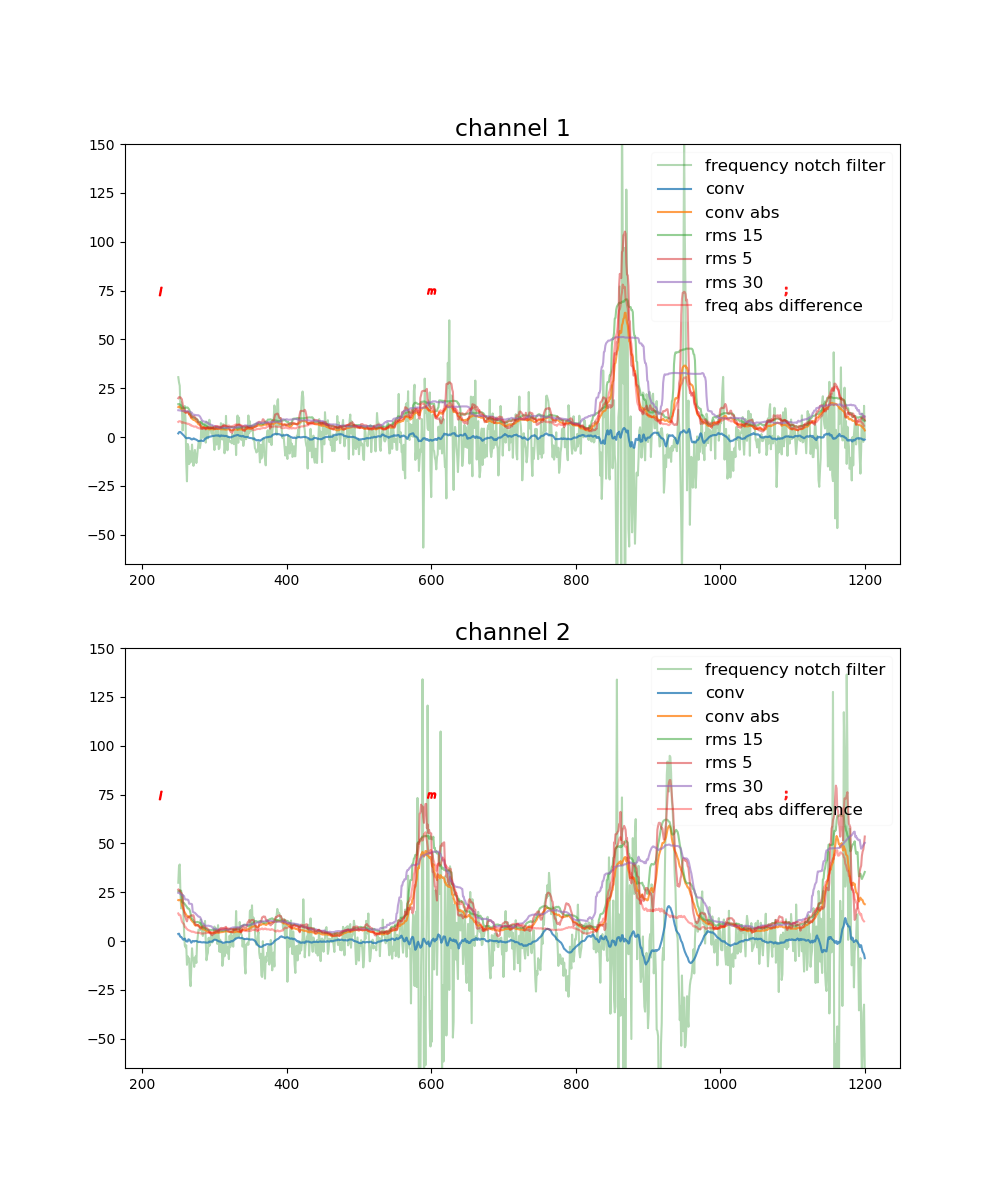 channel 1
150
125
100
75
50
25
0
−25
−50
frequency notch filter
conv
conv abs
rms 15
rms 5
rms 30
freq abs difference
l
m
;
200 400 600 800 1000 1200
channel 2
150
125
100
75
50
25
0
−25
−50
frequency notch filter
conv
conv abs
rms 15
rms 5
rms 30
freq abs difference
l
m
;
200 400 600 800 1000 1200